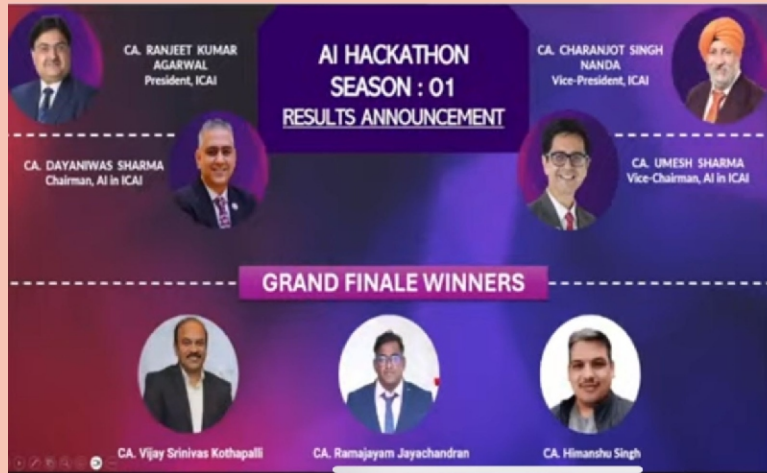 CA. RANJEET KUMAR
AGARWAL
President, ICAI
AI HACKATHON
SEASON : 01
RESULTS ANNOUNCEMENT
CA. CHARANJOT SINGH
NANDA
Vice-President, ICAI
CA. DAYANIWAS SHARMA
Chairman, AI in ICAI
CA. UMESH SHARMA
Vice-Chairman, AI in ICAI
GRAND FINALE WINNERS
CA. Vijay Srinivas Kothapalli
CA. Ramajayam Jayachandran
CA. Himanshu Singh